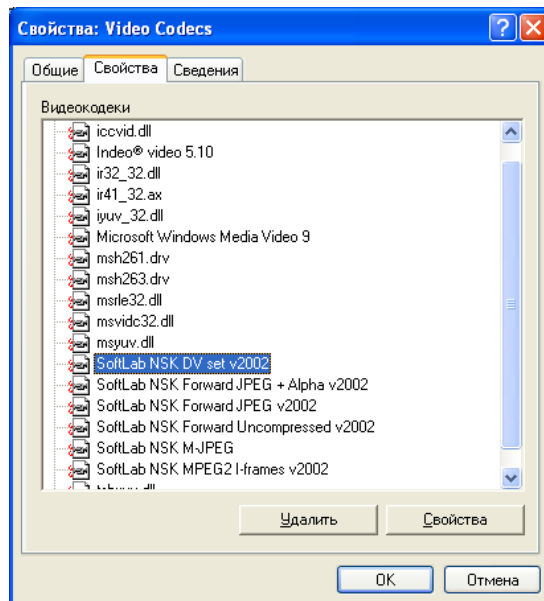 Свойства: Video Codecs
Общие Свойства Сведения
Видеокодеки
iccvid.dll
Indeo® video 5.10
ir32_32.dll
ir41_32.ax
iyuv_32.dll
Microsoft Windows Media Video 9
msh261.drv
msh263.drv
msrle32.dll
msvidc32.dll
msyuv.dll
SoftLab NSK DV set v2002
SoftLab NSK Forward JPEG + Alpha v2002
SoftLab NSK Forward JPEG v2002
SoftLab NSK Forward Uncompressed v2002
SoftLab NSK M-JPEG
SoftLab NSK MPEG2 I-frames v2002
Удалить Свойства
OK Отмена